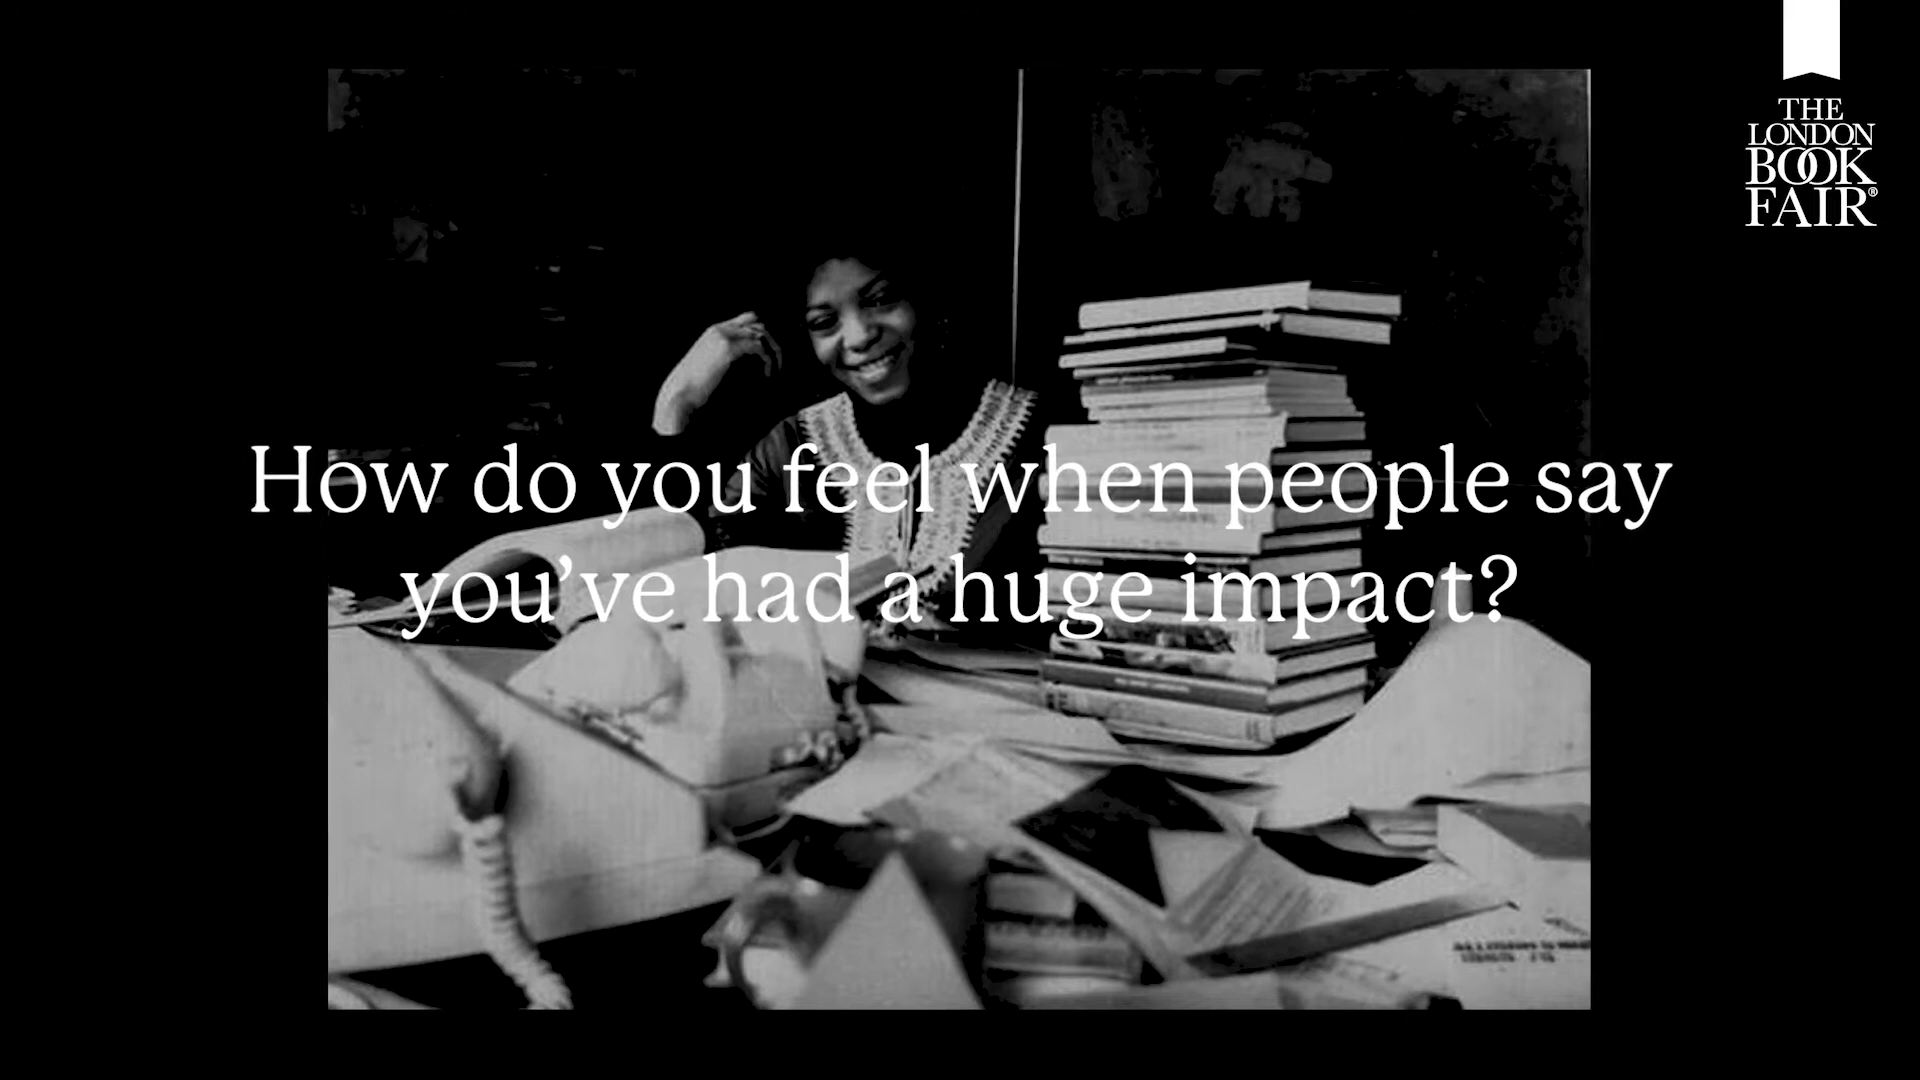 THE
LONDON
BOOK
FAIR®
How do you feel when people say
you’ve had a huge impact?